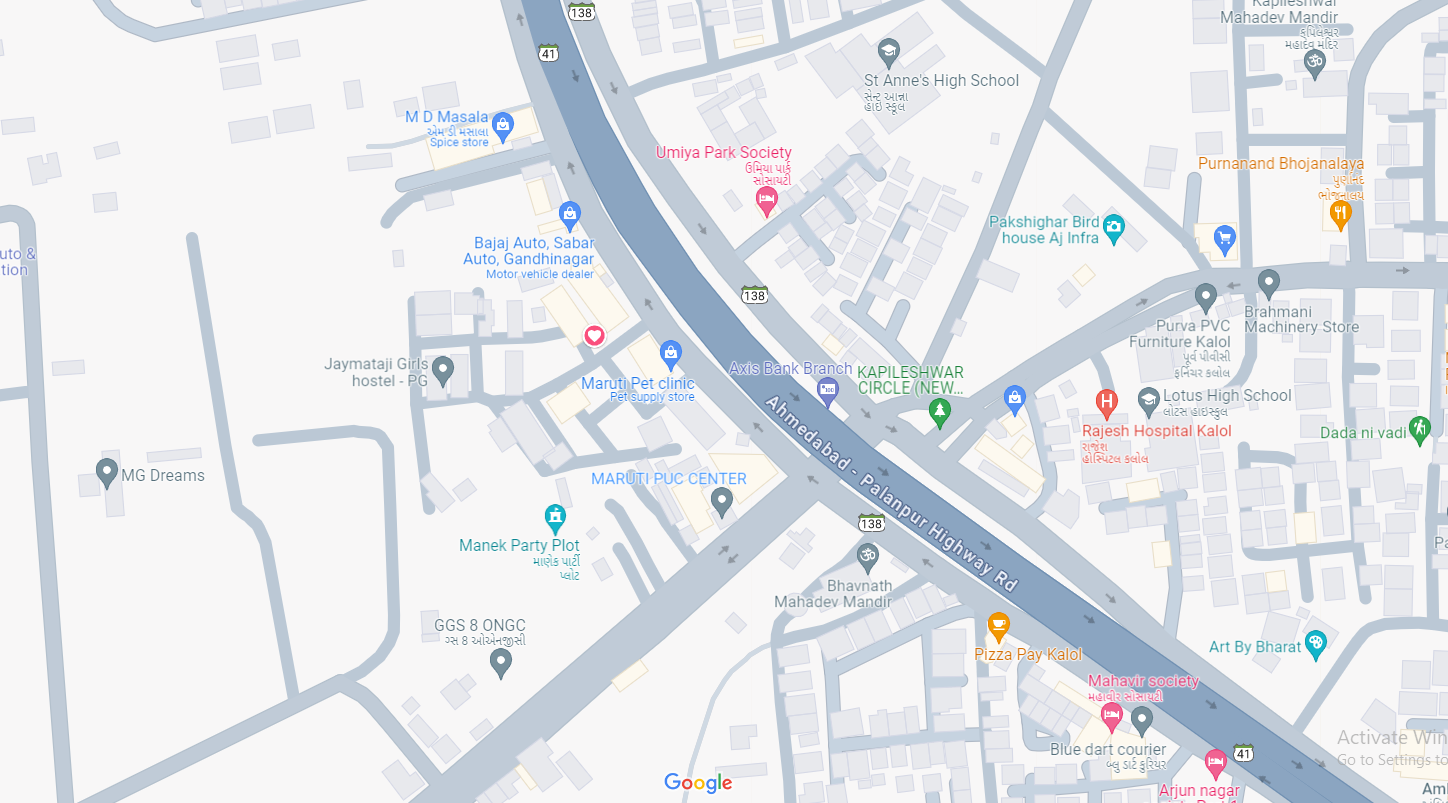 138
41
Kapileshwar
Mahadev Mandir
કપિલેશ્વર
મહાદેવ મંદિર
St Anne's High School
સેન્ટ આન્ના
હાઇ સ્કૂલ
M D Masala
એમ ડી મસાલા
Spice store
Umiya Park Society
ઉમિયા પાર્ક
સોસાયટી
Purnanand Bhojanalaya
પુર્ણાનંદ
ભોજનાલય
Pakshighar Bird
house Aj Infra
uto &
tion
Bajaj Auto, Sabar
Auto, Gandhinagar
Motor vehicle dealer
138
Brahmani
Machinery Store
Purva PVC
Furniture Kalol
પૂર્વ પીવીસી
ફર્નિચર કલોલ
Jaymataji Girls
hostel - PG
Maruti Pet clinic
Pet supply store
Axis Bank Branch
KAPILESHWAR
CIRCLE (NEW...
Lotus High School
લોટસ હાઇસ્કૂલ
Rajesh Hospital Kalol
રાજેશ
હોસ્પિટલ કલોલ
Dada ni vadi
Ahmedabad - Palanpur Highway Rd
MG Dreams
MARUTI PUC CENTER
138
Manek Party Plot
માણેક પાર્ટી
પ્લોટ
Bhavnath
Mahadev Mandir
GGS 8 ONGC
ગ્સ 8 ઓએનજીસી
Pizza Pay Kalol
Art By Bharat
Mahavir society
મહાવીર સોસાયટી
Blue dart courier
બ્લુ ડાર્ટ કુરિયર
41
Activate Win
Go to Settings to
Google
Arjun nagar